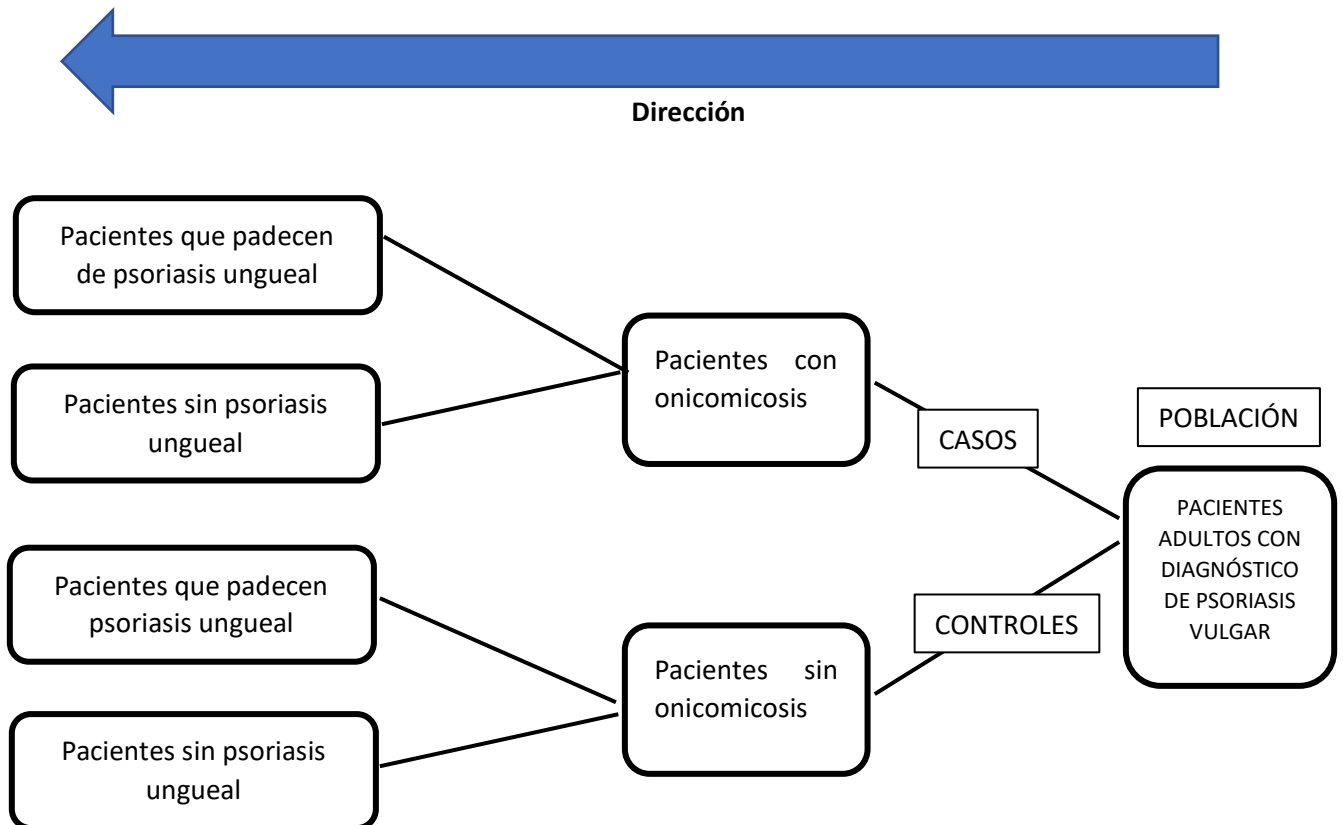 Dirección
Pacientes que padecen
de psoriasis ungueal
Pacientes sin psoriasis
ungueal
Pacientes que padecen
psoriasis ungueal
Pacientes sin psoriasis
ungueal
Pacientes con
onicomicosis
Pacientes sin
onicomicosis
CASOS
CONTROLES
POBLACIÓN
PACIENTES
ADULTOS CON
DIAGNÓSTICO
DE PSORIASIS
VULGAR